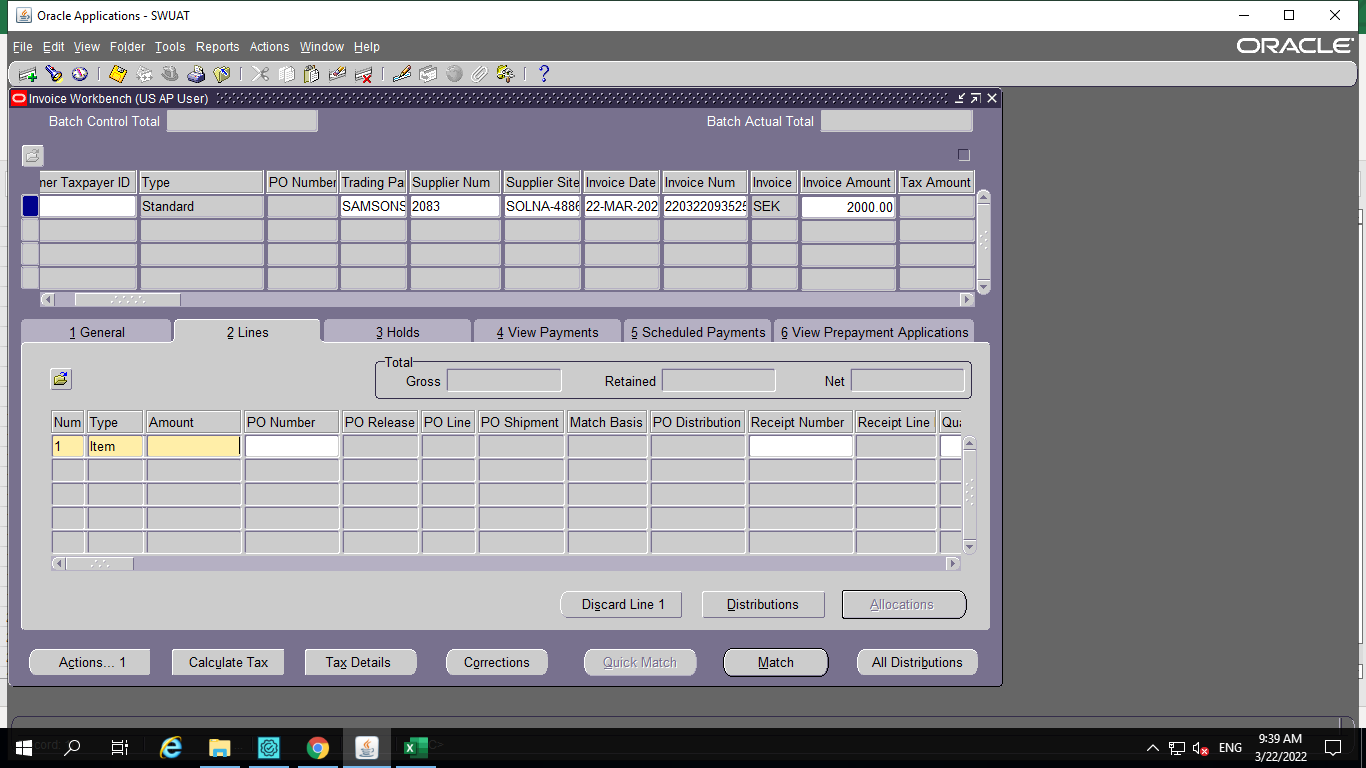 Oracle Applications - SWUAT
File Edit View Folder Tools Reports Actions Window Help
ORACLE
Invoice Workbench (US AP User)
Batch Control Total
Batch Actual Total
ner Taxpayer ID Type PO Number Trading Pa Supplier Num Supplier Site Invoice Date Invoice Num Invoice Invoice Amount Tax Amount
Standard SAMSONS 2083 SOLNA-4886 22-MAR-202 220322093525 SEK 2000.00
1 General 2 Lines 3 Holds 4 View Payments 5 Scheduled Payments 6 View Prepayment Applications
Total
Gross Retained Net
Num Type Amount PO Number PO Release PO Line PO Shipment Match Basis PO Distribution Receipt Number Receipt Line Qua
1 Item
Discard Line 1 Distributions Allocations
Actions... 1 Calculate Tax Tax Details Corrections Quick Match Match All Distributions
ENG
9:39 AM
3/22/2022